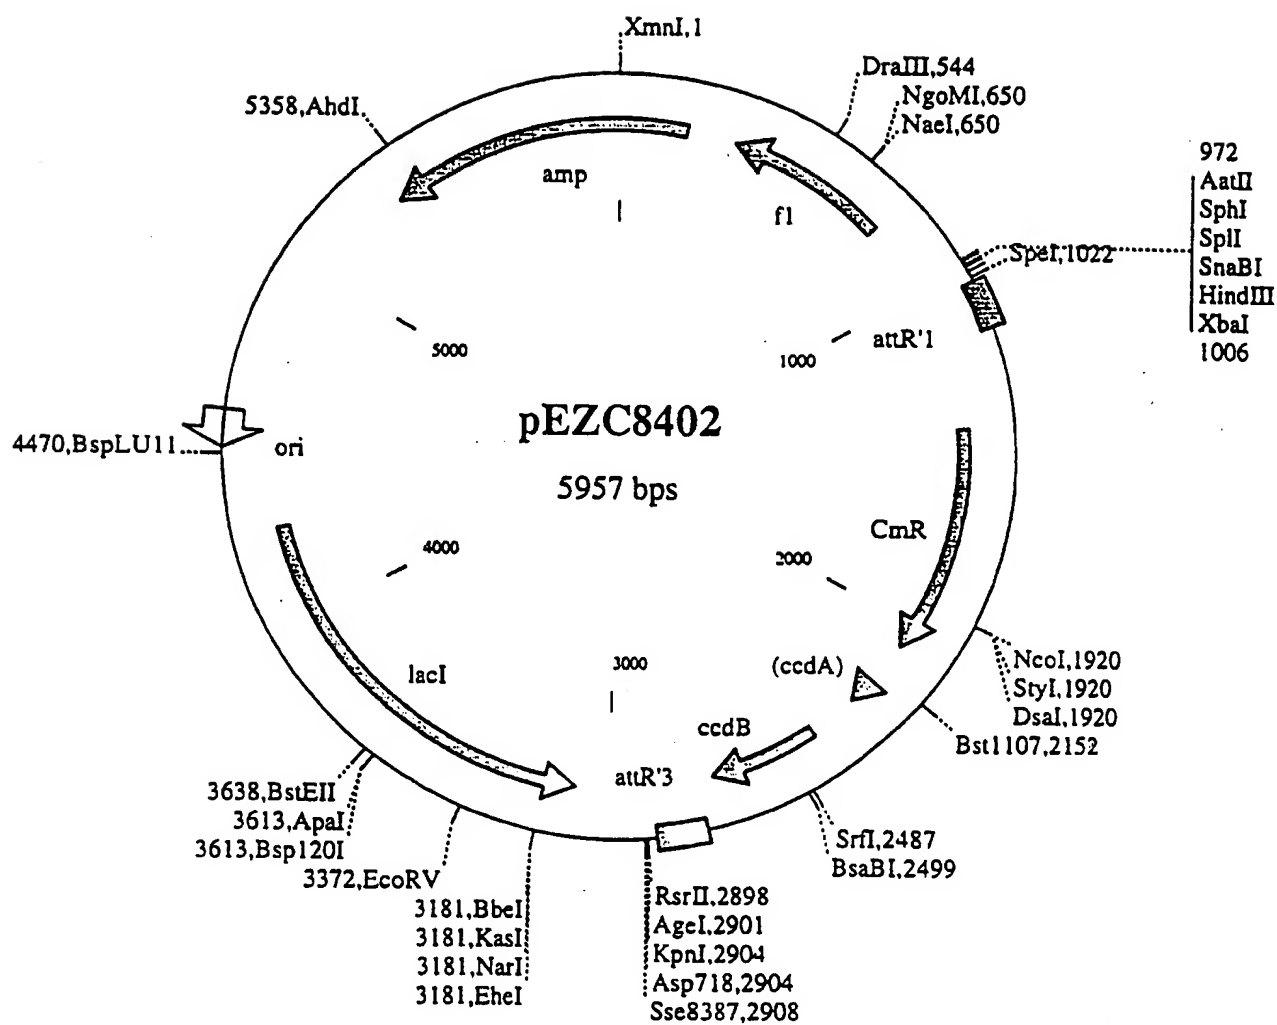 XmnI,1
DraIII,544
NgoMI,650
NaeI,650
5358,AhdI
972
AatII
SphI
SplI
SnaBI
HindIII
XbaI
1006
SpeI,1022
amp
f1
attR'1
1000
5000
pEZC8402
5957 bps
4470,BspLU11
ori
CmR
4000
2000
3000
lacI
(ccdA)
ccdB
attR'3
NcoI,1920
StyI,1920
DsaI,1920
Bst1107,2152
SrfI,2487
BsaBI,2499
3638,BstEII
3613,ApaI
3613,Bsp120I
3372,EcoRV
3181,BbeI
3181,KasI
3181,NarI
3181,EheI
RsrII,2898
AgeI,2901
KpnI,2904
Asp718,2904
Sse8387,2908